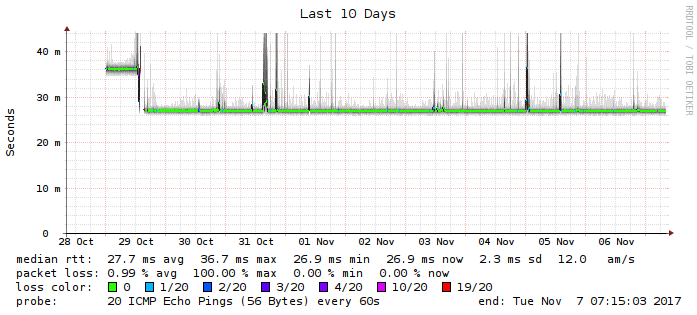 Last 10 Days
RRDTOOL / TOBI OETIKER
Seconds
40 m
30 m
20 m
10 m
0
28 Oct 29 Oct 30 Oct 31 Oct 01 Nov 02 Nov 03 Nov 04 Nov 05 Nov 06 Nov
median rtt: 27.7 ms avg 36.7 ms max 26.9 ms min 26.9 ms now 2.3 ms sd 12.0 am/s
packet loss: 0.99 % avg 100.00 % max 0.00 % min 0.00 % now
loss color: 0 1/20 2/20 3/20 4/20 10/20 19/20
probe: 20 ICMP Echo Pings (56 Bytes) every 60s end: Tue Nov 7 07:15:03 2017